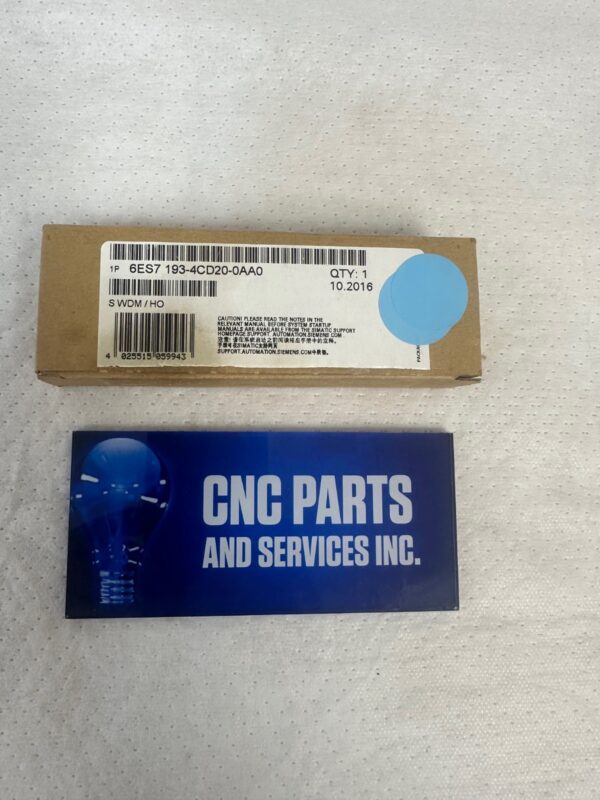 1P 6ES7 193-4CD20-0AA0
QTY: 1
10.2016
S WDM / HO
CAUTION! PLEASE READ THE NOTES IN THE
RELEVANT MANUAL BEFORE SYSTEM STARTUP
MANUALS ARE AVAILABLE FROM THE SIMATIC SUPPORT
HOMEPAGE SUPPORT.AUTOMATION.SIEMENS.COM
SUPPORT.AUTOMATION.SIEMENS.COM
4 025515 059943
CNC PARTS
AND SERVICES INC.